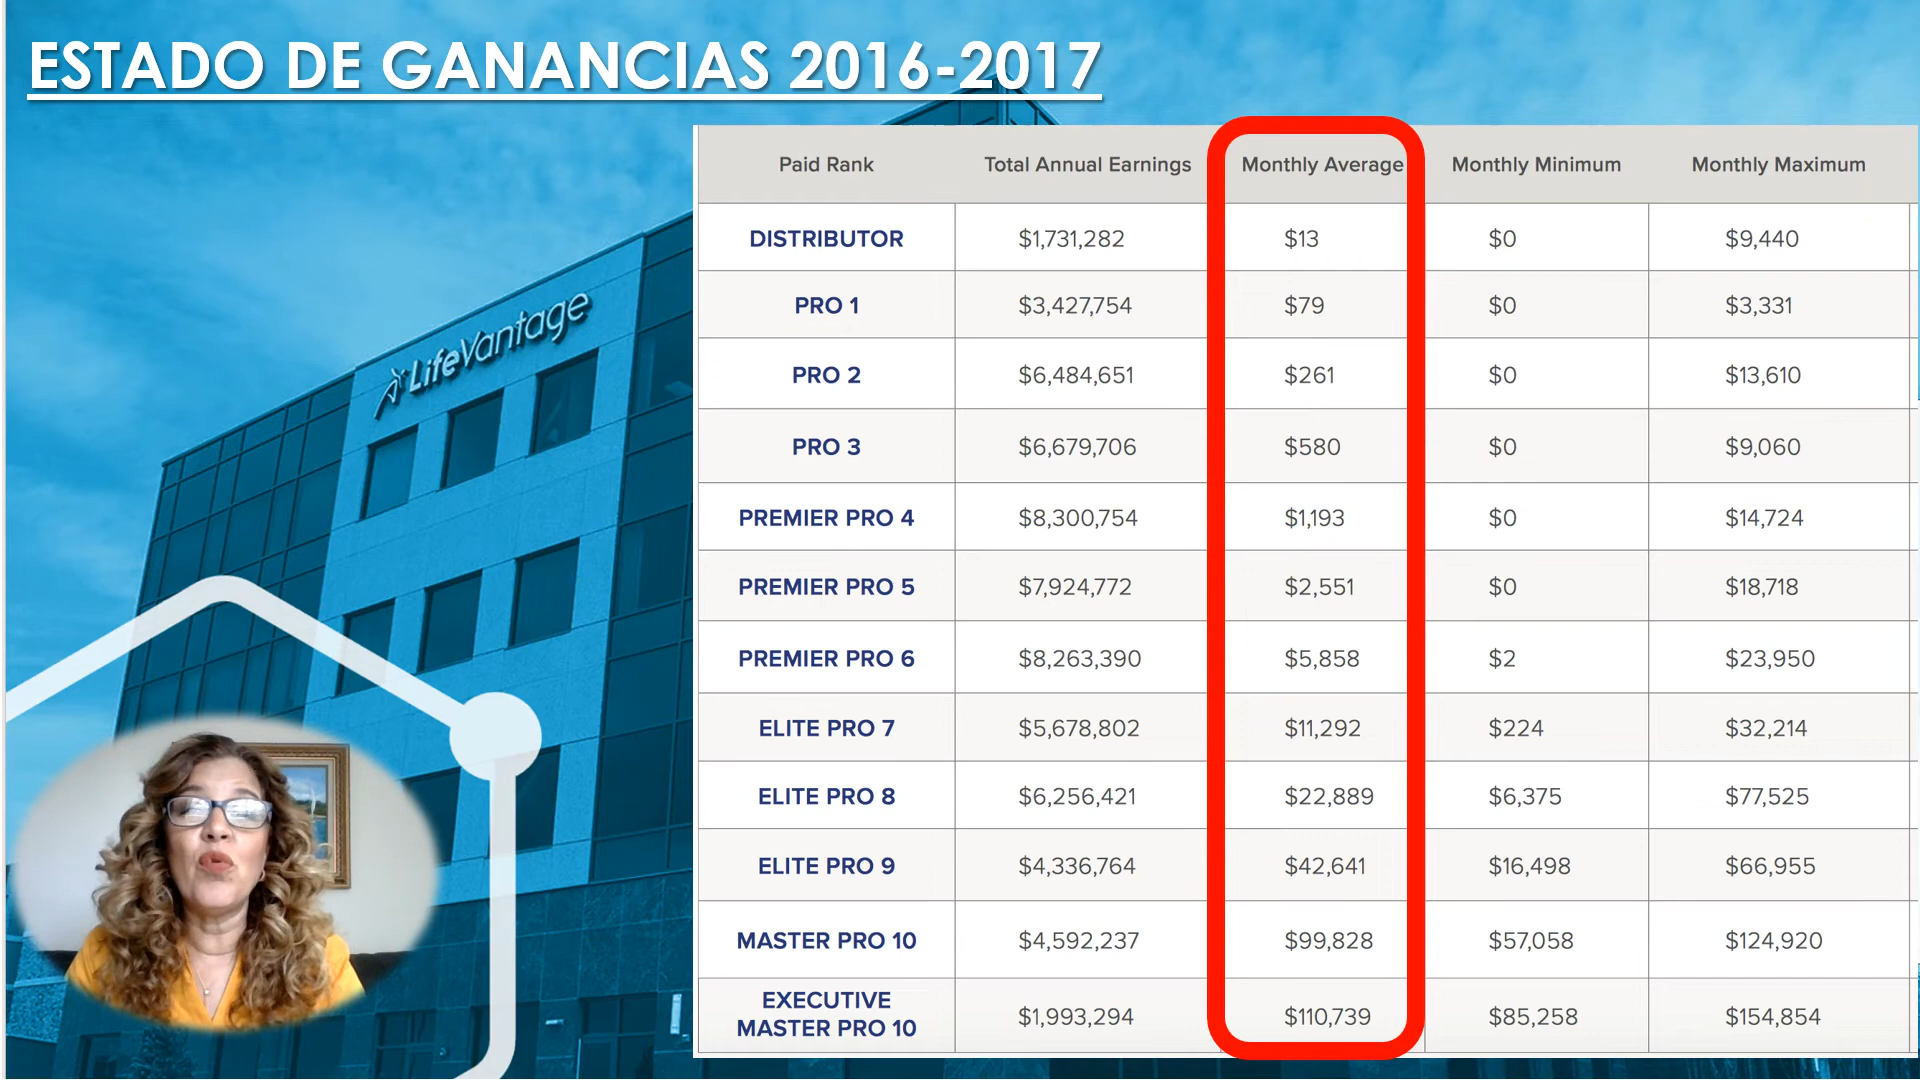 ESTADO DE GANANCIAS 2016-2017
LifeVantage
Paid Rank Total Annual Earnings Monthly Average Monthly Minimum Monthly Maximum
DISTRIBUTOR $1,731,282 $13 $0 $9,440
PRO 1 $3,427,754 $79 $0 $3,331
PRO 2 $6,484,651 $261 $0 $13,610
PRO 3 $6,679,706 $580 $0 $9,060
PREMIER PRO 4 $8,300,754 $1,193 $0 $14,724
PREMIER PRO 5 $7,924,772 $2,551 $0 $18,718
PREMIER PRO 6 $8,263,390 $5,858 $2 $23,950
ELITE PRO 7 $5,678,802 $11,292 $224 $32,214
ELITE PRO 8 $6,256,421 $22,889 $6,375 $77,525
ELITE PRO 9 $4,336,764 $42,641 $16,498 $66,955
MASTER PRO 10 $4,592,237 $99,828 $57,058 $124,920
EXECUTIVE
MASTER PRO 10 $1,993,294 $110,739 $85,258 $154,854